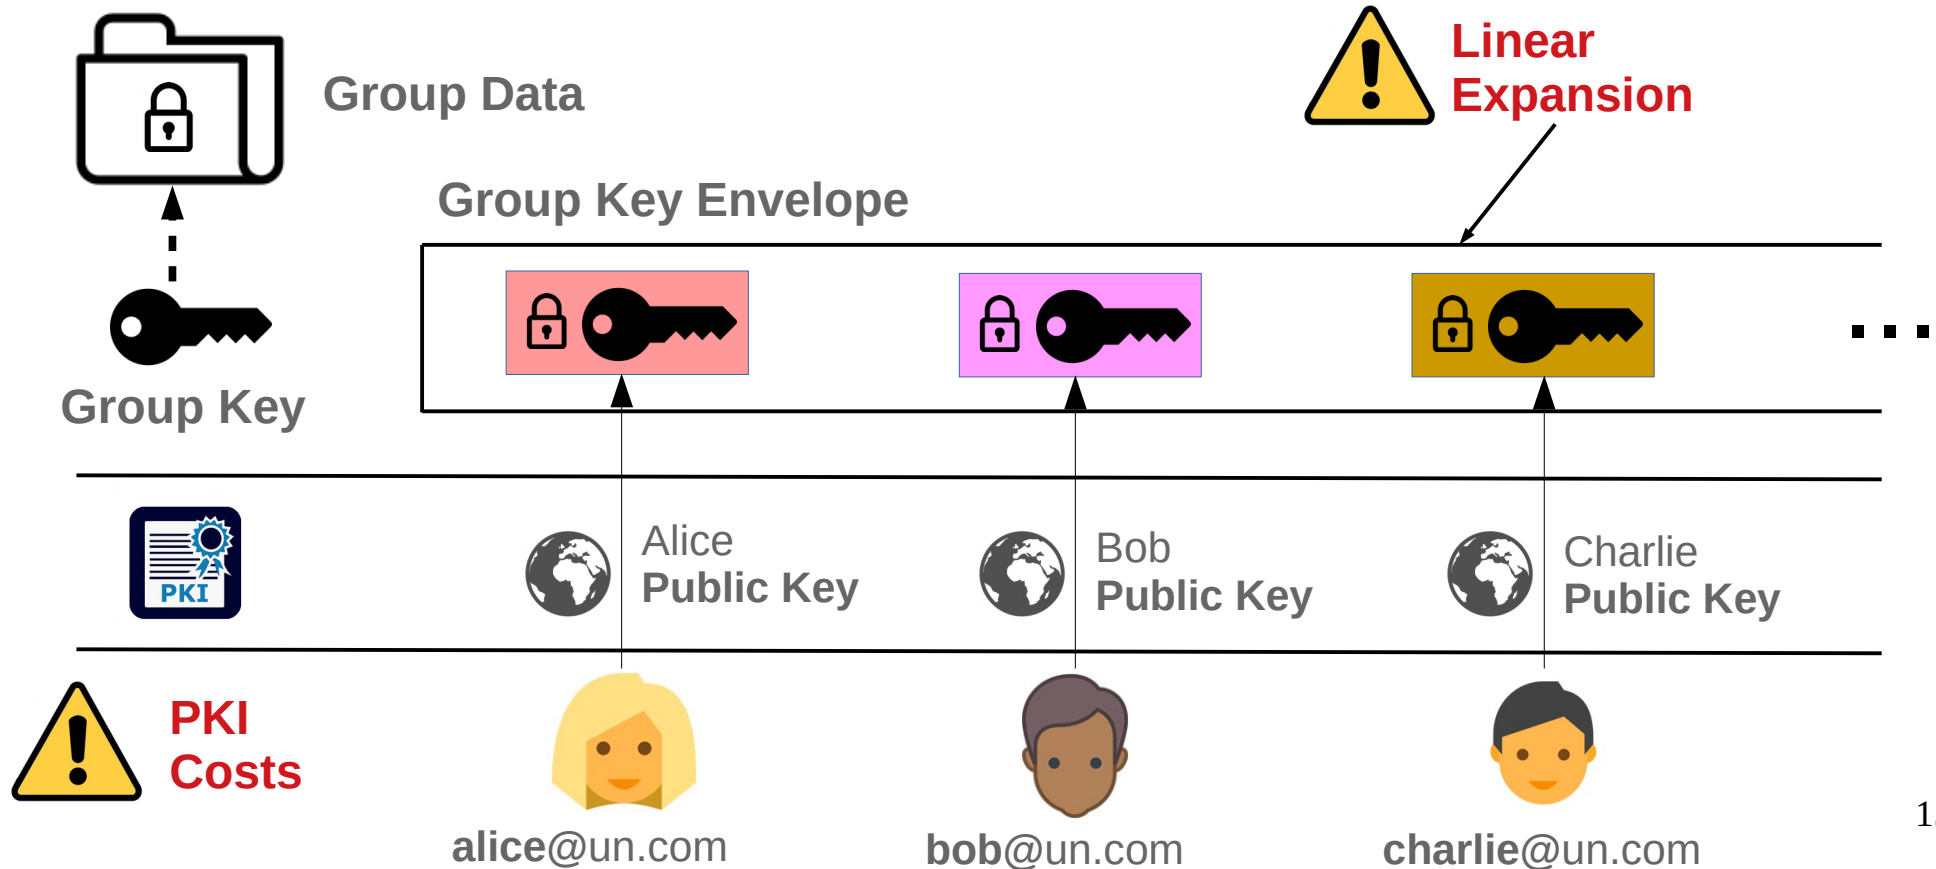 Group Data
Linear
Expansion
Group Key Envelope
Group Key
PKI
Alice
Public Key
Bob
Public Key
Charlie
Public Key
PKI
Costs
alice@un.com
bob@un.com
charlie@un.com